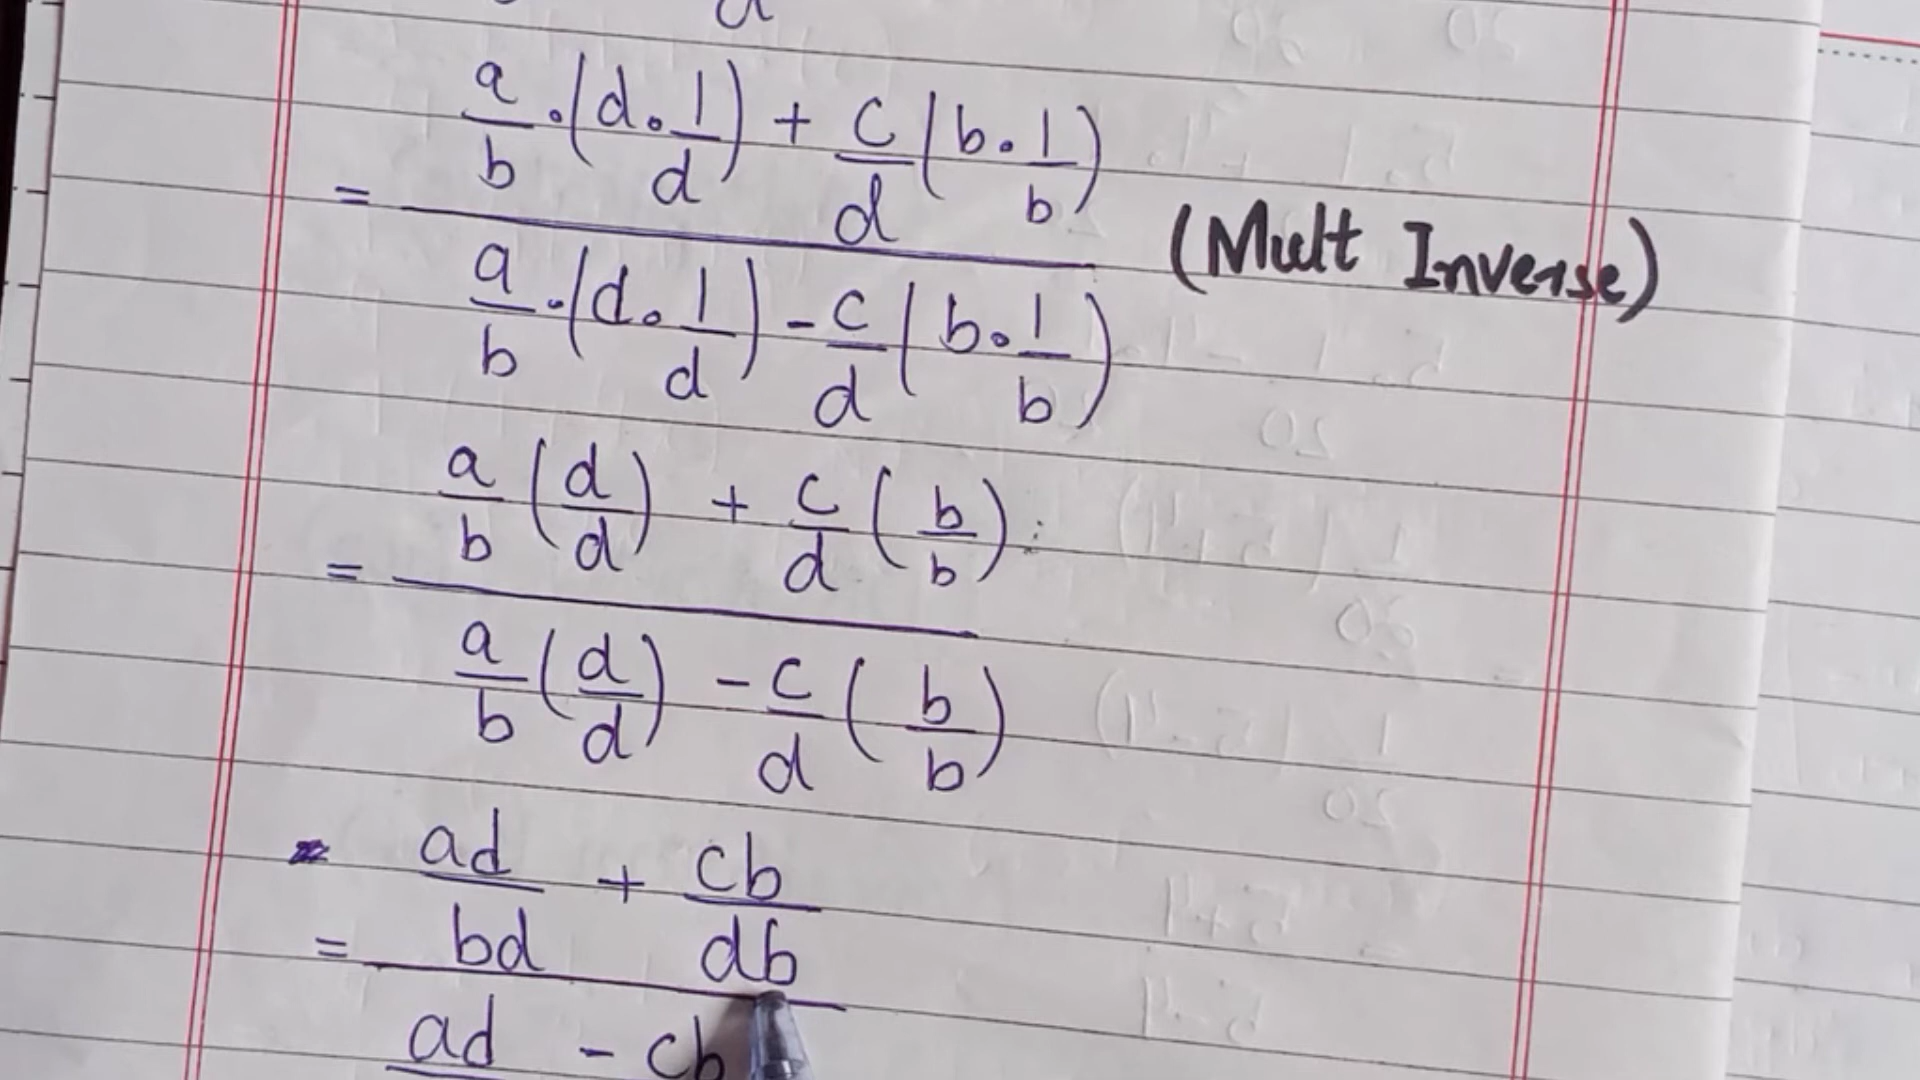 a/b · (d · 1/d) + c/d (b · 1/b)
= ――――――――― (Mult Inverse)
a/b · (d · 1/d) - c/d (b · 1/b)
a/b (d/d) + c/d (b/b)
= ―――――――――
a/b (d/d) - c/d (b/b)
ad/bd + cb/db
= ―――――――――
ad - cb